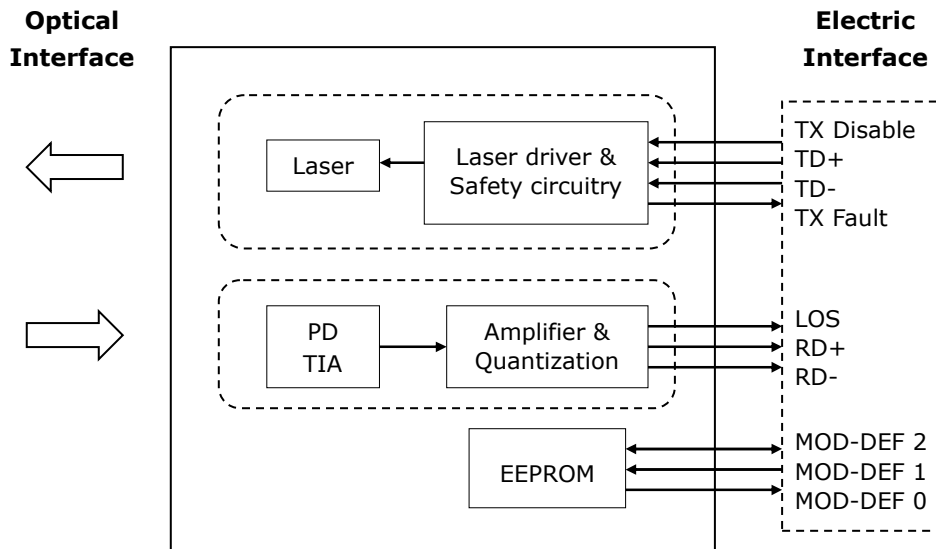 Optical
Interface
Electric
Interface
Laser
Laser driver &
Safety circuitry
TX Disable
TD+
TD-
TX Fault
PD
TIA
Amplifier &
Quantization
LOS
RD+
RD-
EEPROM
MOD-DEF 2
MOD-DEF 1
MOD-DEF 0